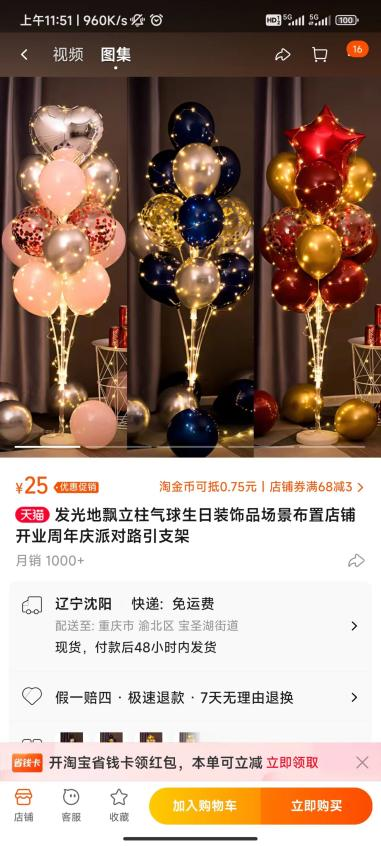 上午11:51 | 960K/s
HD 5G 5G 100
视频 图集
16
¥25 优惠促销 淘金币可抵0.75元 | 店铺券满68减3
天猫 发光地飘立柱气球生日装饰品场景布置店铺
开业周年庆派对路引支架
月销 1000+
辽宁沈阳 快递：免运费
配送至: 重庆市 渝北区 宝圣湖街道
现货，付款后48小时内发货
假一赔四 · 极速退款 · 7天无理由退换
省钱卡 开淘宝省钱卡领红包，本单可立减 立即领取
店铺 客服 收藏 加入购物车 立即购买